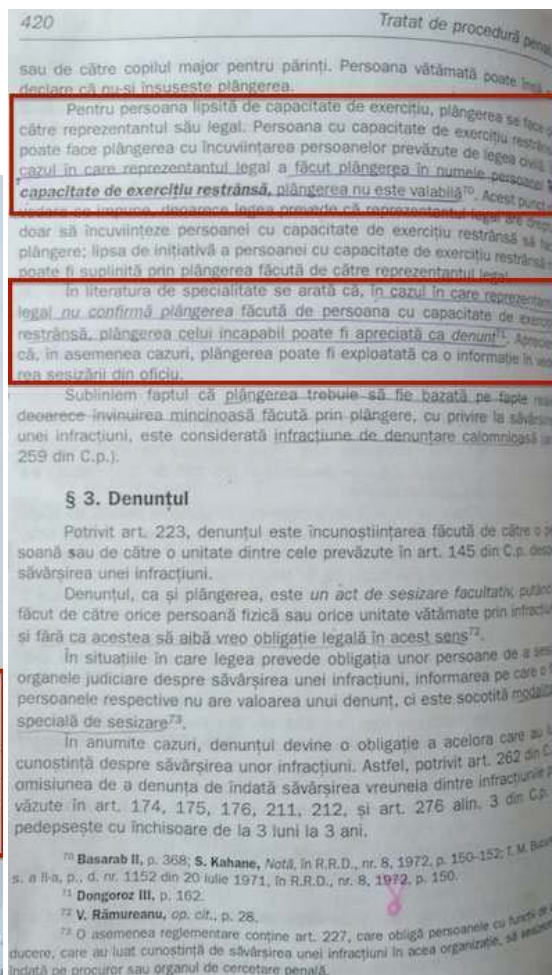 420
Tratat de procedură
sau de către copilul major pentru părinți. Persoana vătămată poate
declare că nu-și însușește plângerea.
Pentru persoana lipsită de capacitate de exercițiu, plângerea se face
către reprezentantul său legal. Persoana cu capacitate de exercițiu
poate face plângerea cu încuviințarea persoanelor prevăzute de legea
cazul în care reprezentantul legal a făcut plângerea în numele persoanei
capacitate de exercițiu restrânsă, plângerea nu este valabilă70. Acest
vedere se impune, deoarece legea prevede că reprezentantul legal are
doar să încuviințeze persoanei cu capacitate de exercițiu restrânsă să
plângere; lipsa de inițiativă a persoanei cu capacitate de exercițiu restrânsă
poate fi suplinită prin plângerea făcută de către reprezentantul legal.
În literatura de specialitate se arată că, în cazul în care
legal nu confirmă plângerea făcută de persoana cu capacitate de
restrânsă, plângerea celui incapabil poate fi apreciată ca denunț71.
că, în asemenea cazuri, plângerea poate fi exploatată ca o informație în
rea sesizării din oficiu.
Subliniem faptul că plângerea trebuie să fie bazată pe fapte
deoarece învinuirea mincinoasă făcută prin plângere, cu privire la
unei infracțiuni, este considerată infracțiune de denunțare calomnioasă
259 din C.p.).
§ 3. Denunțul
Potrivit art. 223, denunțul este încunoștiințarea făcută de către o
soană sau de către o unitate dintre cele prevăzute în art. 145 din C.p.
săvârșirea unei infracțiuni.
Denunțul, ca și plângerea, este un act de sesizare facultativ,
făcut de către orice persoană fizică sau orice unitate vătămate prin
și fără ca acestea să aibă vreo obligație legală în acest sens72.
În situațiile în care legea prevede obligația unor persoane de a
organele judiciare despre săvârșirea unei infracțiuni, informarea pe care o
persoanele respective nu are valoarea unui denunț, ci este socotită
specială de sesizare73.
În anumite cazuri, denunțul devine o obligație a acelora care au
cunoștință despre săvârșirea unor infracțiuni. Astfel, potrivit art. 262 din
omisiunea de a denunța de îndată săvârșirea vreuneia dintre infracțiunile
văzute în art. 174, 175, 176, 211, 212, și art. 276 alin. 3 din C.p.
pedepsește cu închisoare de la 3 luni la 3 ani.
70 Basarab II, p. 368; S. Kahane, Notă, în R.R.D., nr. 8, 1972, p. 150-152; T. M.
s. a II-a, p., d. nr. 1152 din 20 iulie 1971, în R.R.D., nr. 8, 1972, p. 150.
71 Dongoroz III, p. 162.
72 V. Rămureanu, op. cit., p. 28.
73 O asemenea reglementare conține art. 227, care obligă persoanele cu funcții de
ducere, care au luat cunoștință de săvârșirea unei infracțiuni în acea organizație, să
îndată pe procuror sau organul de cercetare penală.